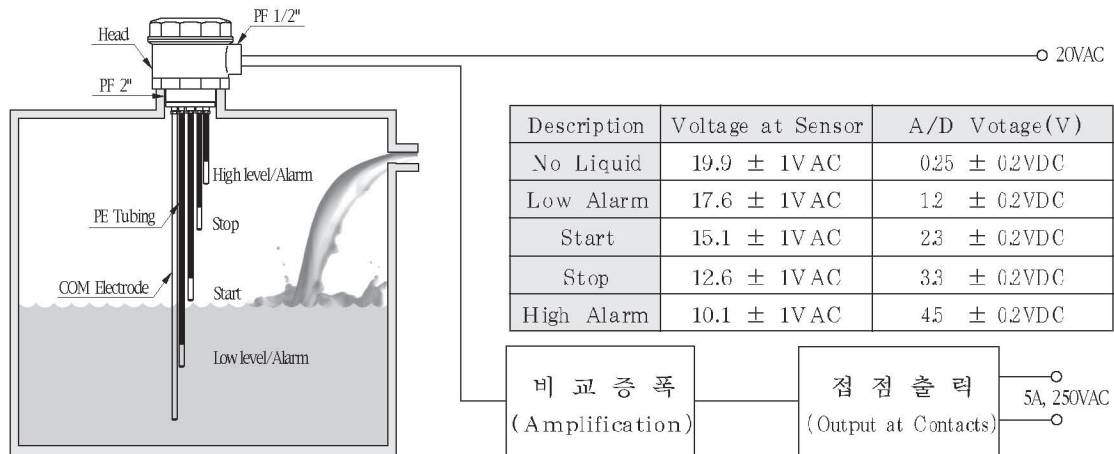 PF 1/2"
Head
20VAC
PF 2"
High level/Alarm
PE Tubing
Stop
COM Electrode
Start
Low level/Alarm
Description Voltage at Sensor A/D Votage(V)
No Liquid 19.9 ± 1VAC 0.25 ± 0.2VDC
Low Alarm 17.6 ± 1VAC 1.2 ± 0.2VDC
Start 15.1 ± 1VAC 2.3 ± 0.2VDC
Stop 12.6 ± 1VAC 3.3 ± 0.2VDC
High Alarm 10.1 ± 1VAC 4.5 ± 0.2VDC
비교증폭
(Amplification)
접점출력
(Output at Contacts)
5A, 250VAC